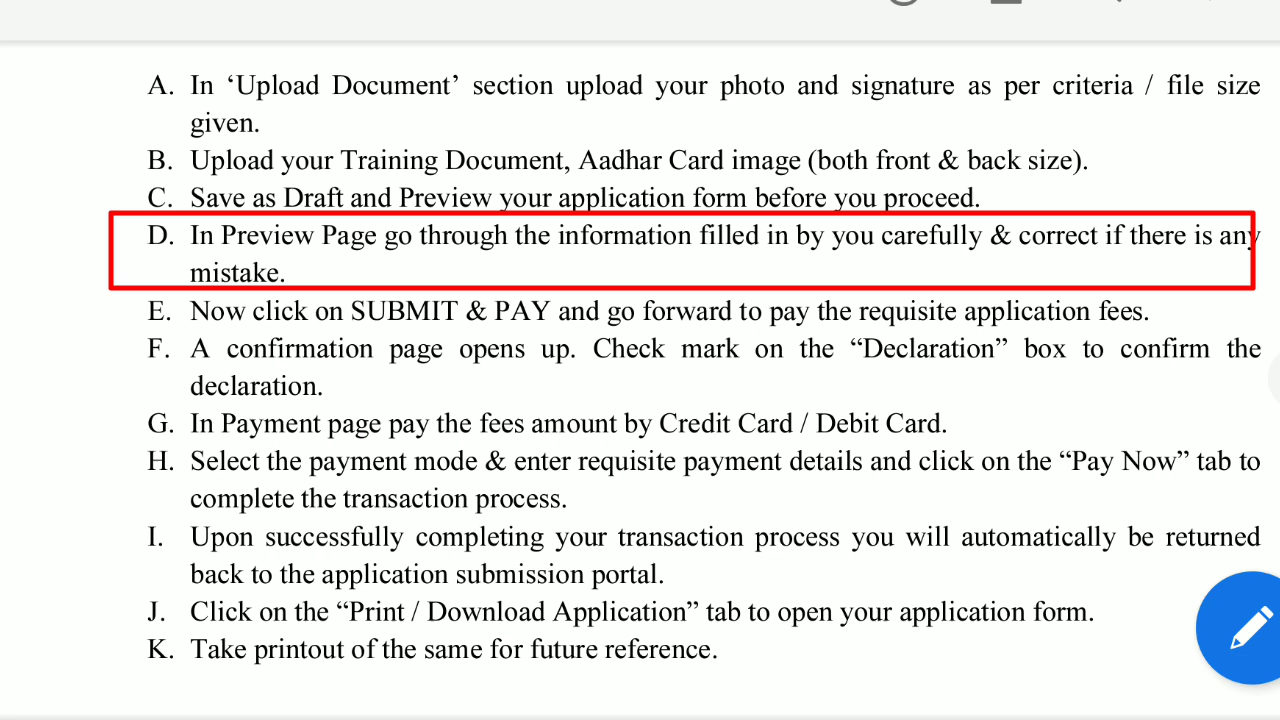 A. In ‘Upload Document’ section upload your photo and signature as per criteria / file size
given.
B. Upload your Training Document, Aadhar Card image (both front & back size).
C. Save as Draft and Preview your application form before you proceed.
D. In Preview Page go through the information filled in by you carefully & correct if there is any
mistake.
E. Now click on SUBMIT & PAY and go forward to pay the requisite application fees.
F. A confirmation page opens up. Check mark on the “Declaration” box to confirm the
declaration.
G. In Payment page pay the fees amount by Credit Card / Debit Card.
H. Select the payment mode & enter requisite payment details and click on the “Pay Now” tab to
complete the transaction process.
I. Upon successfully completing your transaction process you will automatically be returned
back to the application submission portal.
J. Click on the “Print / Download Application” tab to open your application form.
K. Take printout of the same for future reference.